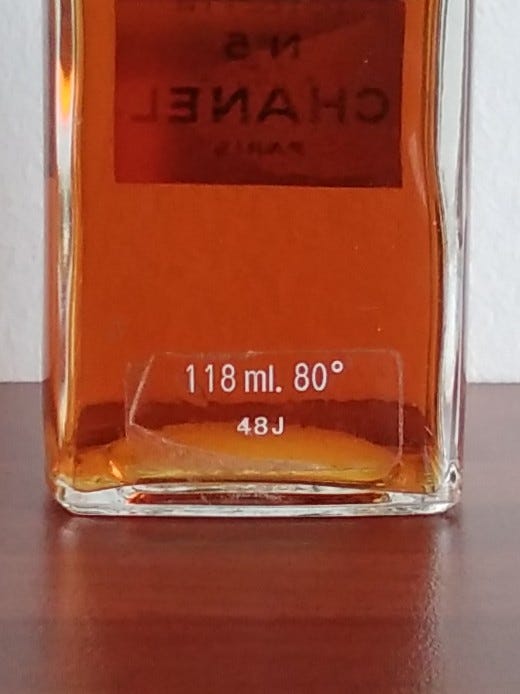 N°5
CHANEL
PARIS
118 ml. 80°
48J